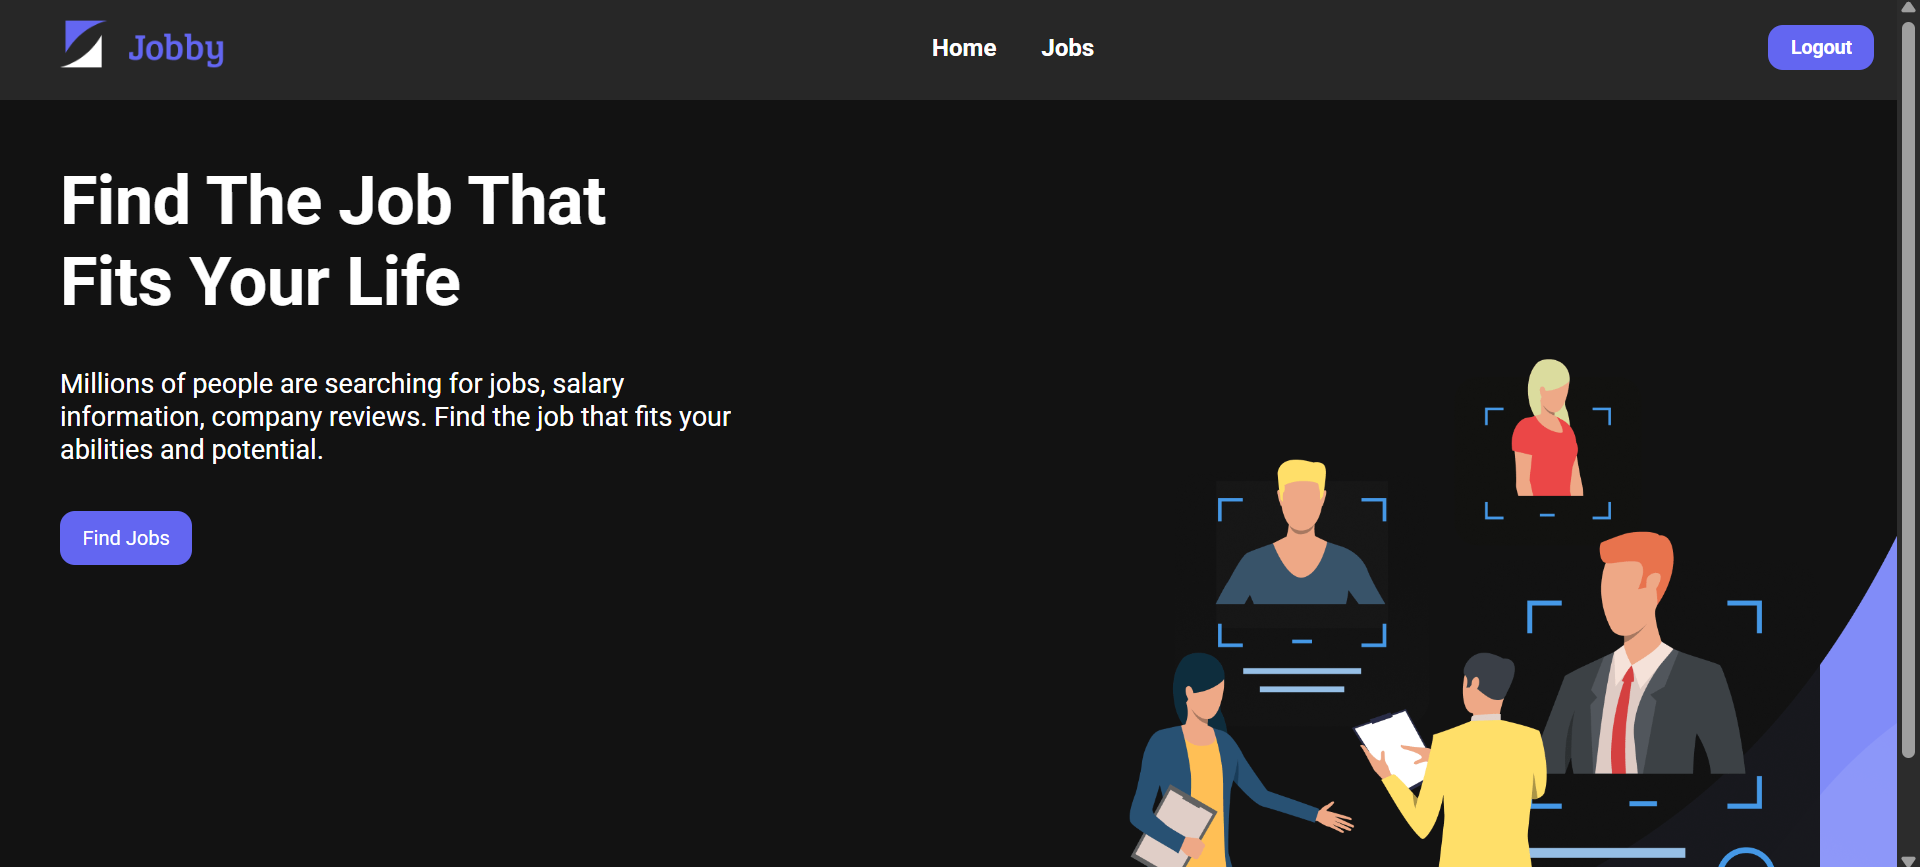 Jobby
Home
Jobs
Logout
Find The Job That
Fits Your Life
Millions of people are searching for jobs, salary
information, company reviews. Find the job that fits your
abilities and potential.
Find Jobs